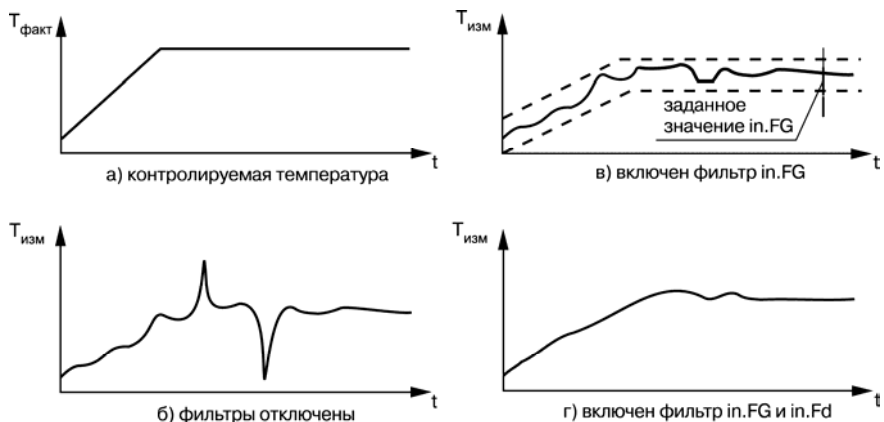 Tфакт
t
а) контролируемая температура
Tизм
заданное
значение in.FG
t
в) включен фильтр in.FG
Tизм
t
б) фильтры отключены
Tизм
t
г) включен фильтр in.FG и in.Fd